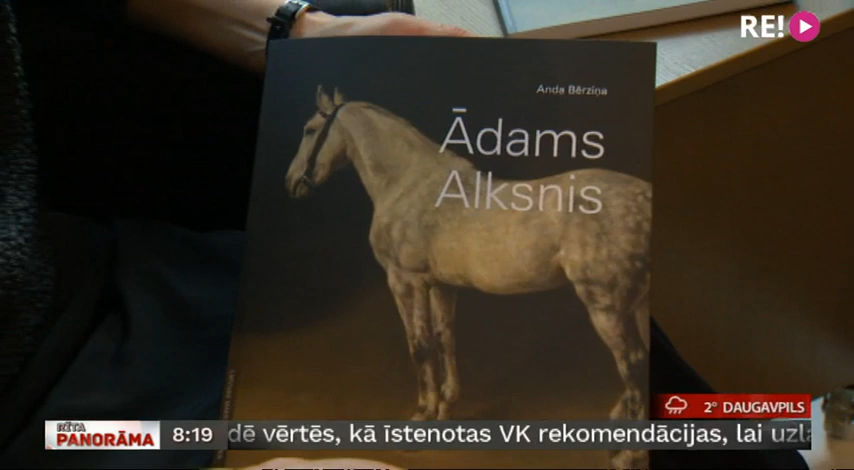 RE!
Anda Bērziņa
Ādams
Alksnis
2° DAUGAVPILS
RĪTA
PANORĀMA
8:19
dē vērtēs, kā īstenotas VK rekomendācijas, lai uzla